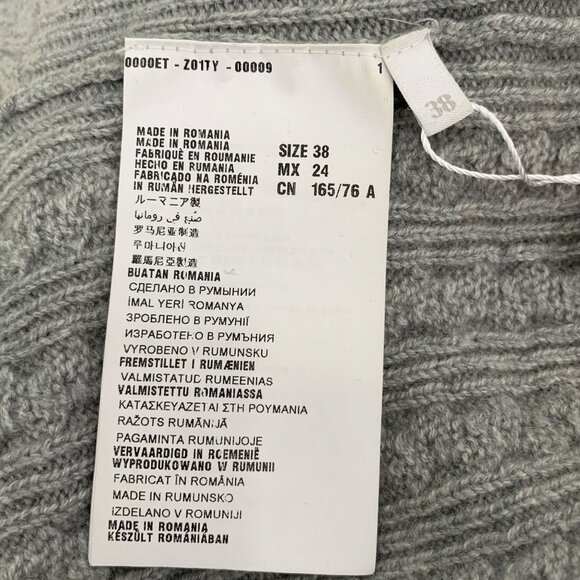 0000ET - Z01TY - 00009 1
38
MADE IN ROMANIA
MADE IN ROMANIA
FABRIQUÉ EN ROUMANIE
HECHO EN RUMANIA
FABRICADO NA ROMÉNIA
IN RUMÄN HERGESTELLT
SIZE 38
MX 24
CN 165/76 A
ルーマニア製
صنع في رومانيا
罗马尼亚制造
루마니아산
羅馬尼亞製造
BUATAN ROMANIA
СДЕЛАНО В РУМЫНИИ
İMAL YERİ ROMANYA
ЗРОБЛЕНО В РУМУНІЇ
ИЗРАБОТЕНО В РУМЪНИЯ
VYROBENO V RUMUNSKU
FREMSTILLET I RUMÆNIEN
VALMISTATUD RUMEENIAS
VALMISTETTU ROMANIASSA
ΚΑΤΑΣΚΕΥΑΖΕΤΑΙ ΣΤΗ ΡΟΥΜΑΝΙΑ
RAŽOTS RUMĀNIJĀ
PAGAMINTA RUMUNIJOJE
VERVAARDIGD IN ROEMENIË
WYPRODUKOWANO W RUMUNII
FABRICAT ÎN ROMÂNIA
MADE IN RUMUNSKO
IZDELANO V ROMUNIJI
MADE IN ROMANIA
KÉSZÜLT ROMÁNIÁBAN